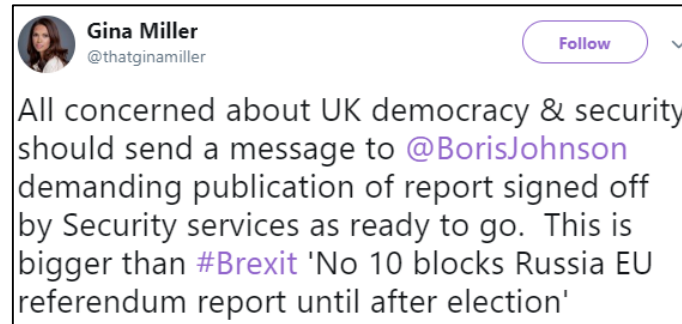 Gina Miller
@thatginamiller
Follow
All concerned about UK democracy & security
should send a message to @BorisJohnson
demanding publication of report signed off
by Security services as ready to go.  This is
bigger than #Brexit 'No 10 blocks Russia EU
referendum report until after election'